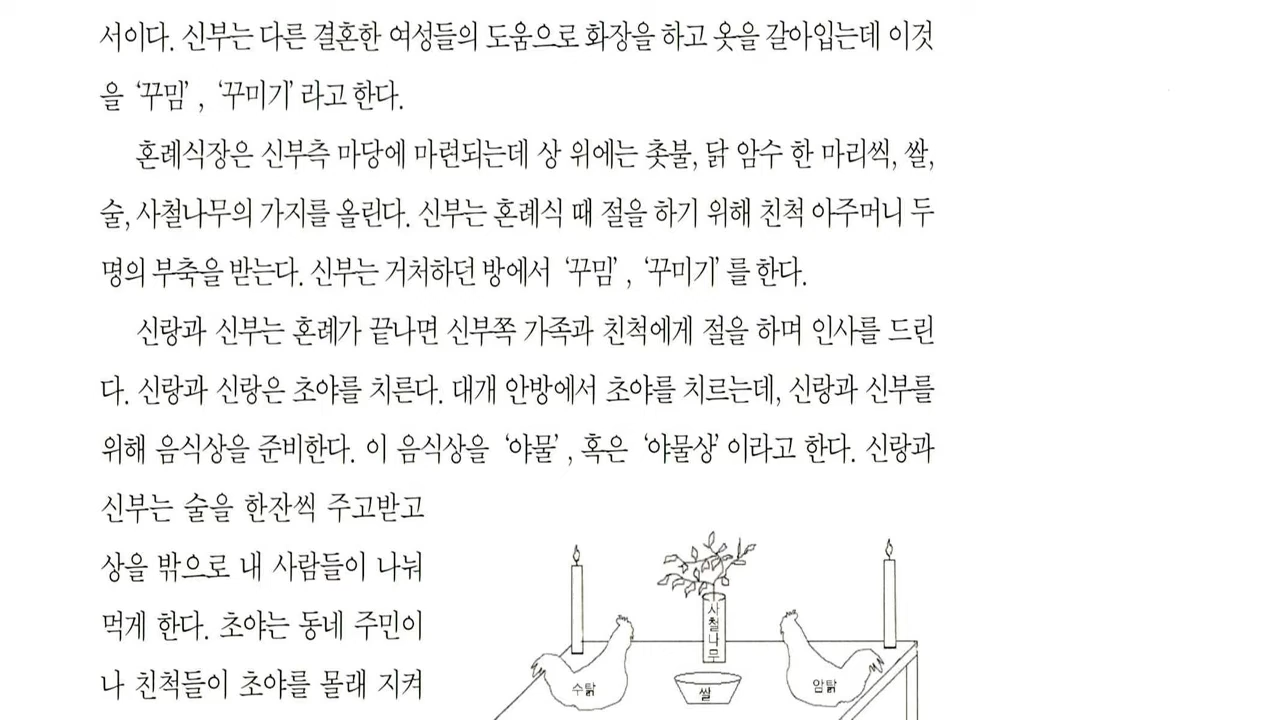 서이다. 신부는 다른 결혼한 여성들의 도움으로 화장을 하고 옷을 갈아입는데 이것
을 ‘꾸밈’, ‘꾸미기’라고 한다.
혼례식장은 신부측 마당에 마련되는데 상 위에는 촛불, 닭 암수 한 마리씩, 쌀,
술, 사철나무의 가지를 올린다. 신부는 혼례식 때 절을 하기 위해 친척 아주머니 두
명의 부축을 받는다. 신부는 거처하던 방에서 ‘꾸밈’, ‘꾸미기’를 한다.
신랑과 신부는 혼례가 끝나면 신부쪽 가족과 친척에게 절을 하며 인사를 드린
다. 신랑과 신랑은 초야를 치른다. 대개 안방에서 초야를 치르는데, 신랑과 신부를
위해 음식상을 준비한다. 이 음식상을 ‘야물’, 혹은 ‘야물상’이라고 한다. 신랑과
신부는 술을 한잔씩 주고받고
상을 밖으로 내 사람들이 나눠
먹게 한다. 초야는 동네 주민이
나 친척들이 초야를 몰래 지켜
사철나무
수탉
쌀
암탉